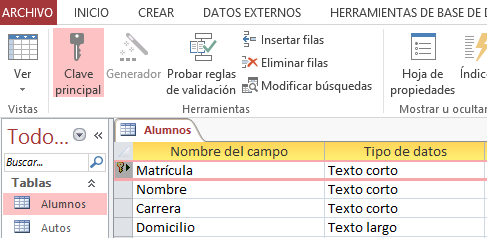 ARCHIVO INICIO CREAR DATOS EXTERNOS HERRAMIENTAS DE BASE DE D
Ver
Clave principal
Generador
Probar reglas de validación
Insertar filas
Eliminar filas
Modificar búsquedas
Hoja de propiedades
Índic
Vistas Herramientas Mostrar u ocultar
Todo...
Buscar...
Tablas
Alumnos
Autos
Alumnos
Nombre del campo Tipo de datos
Matrícula Texto corto
Nombre Texto corto
Carrera Texto corto
Domicilio Texto largo